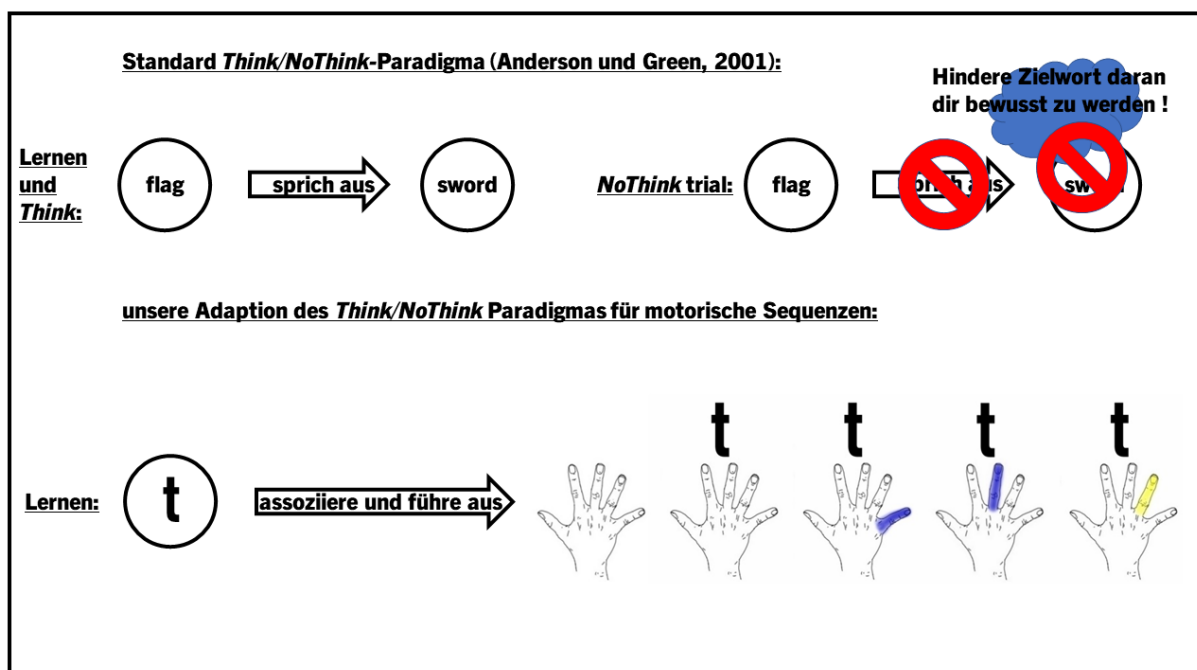 Standard Think/NoThink-Paradigma (Anderson und Green, 2001):
Hindere Zielwort daran
dir bewusst zu werden !
Lernen
und
Think:
flag
sprich aus
sword
NoThink trial:
flag
aus
unsere Adaption des Think/NoThink Paradigmas für motorische Sequenzen:
t
t
t
t
Lernen:
t
assoziiere und führe aus